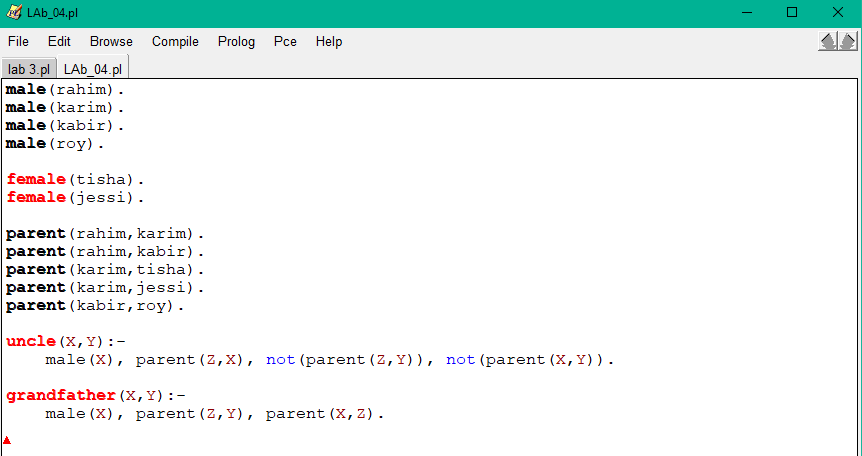 LAb_04.pl
File Edit Browse Compile Prolog Pce Help
lab 3.pl LAb_04.pl
male(rahim).
male(karim).
male(kabir).
male(roy).
female(tisha).
female(jessi).
parent(rahim,karim).
parent(rahim,kabir).
parent(karim,tisha).
parent(karim,jessi).
parent(kabir,roy).
uncle(X,Y):-
male(X), parent(Z,X), not(parent(Z,Y)), not(parent(X,Y)).
grandfather(X,Y):-
male(X), parent(Z,Y), parent(X,Z).